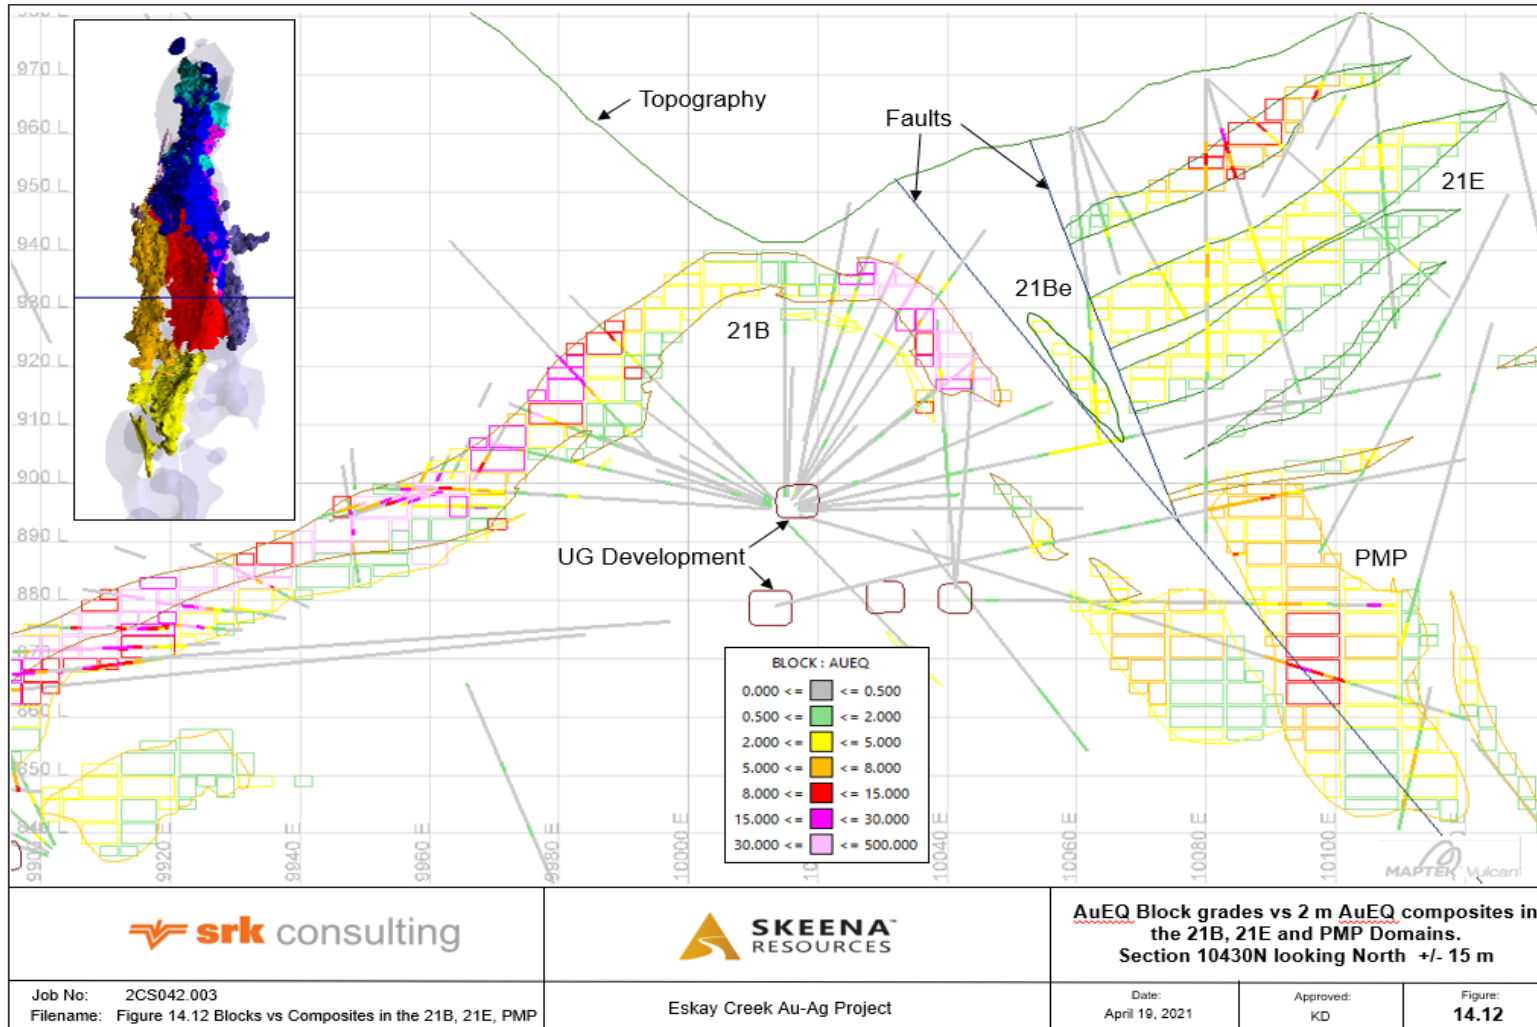 970 L
960 L
950 L
940 L
930 L
920 L
910 L
900 L
890 L
880 L
870 L
860 L
850 L
840 L
Topography
Faults
21E
21Be
21B
UG Development
PMP
BLOCK : AUEQ
0.000 <= <= 0.500
0.500 <= <= 2.000
2.000 <= <= 5.000
5.000 <= <= 8.000
8.000 <= <= 15.000
15.000 <= <= 30.000
30.000 <= <= 500.000
9900 E
9920 E
9940 E
9960 E
9980 E
10000 E
10040 E
10060 E
10080 E
10100 E
MAPTEK Vulcan
srk consulting
SKEENA™
RESOURCES
AuEQ Block grades vs 2 m AuEQ composites in
the 21B, 21E and PMP Domains.
Section 10430N looking North +/- 15 m
Job No: 2CS042.003
Filename: Figure 14.12 Blocks vs Composites in the 21B, 21E, PMP
Eskay Creek Au-Ag Project
Date:
April 19, 2021
Approved:
KD
Figure:
14.12